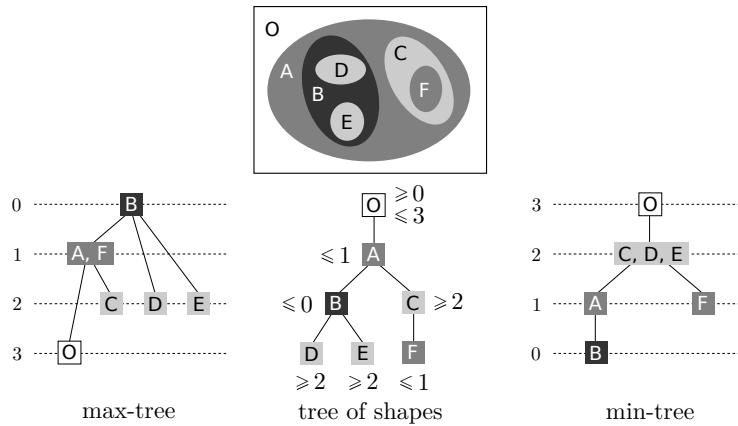 O
A
C
D
B
F
E
0
B
O
⩾0
⩽3
3
O
1
A, F
⩽1
A
2
C, D, E
2
C
D
E
⩽0
B
C
⩾2
1
A
F
3
O
D
E
F
0
B
⩾2
⩾2
⩽1
max-tree
tree of shapes
min-tree